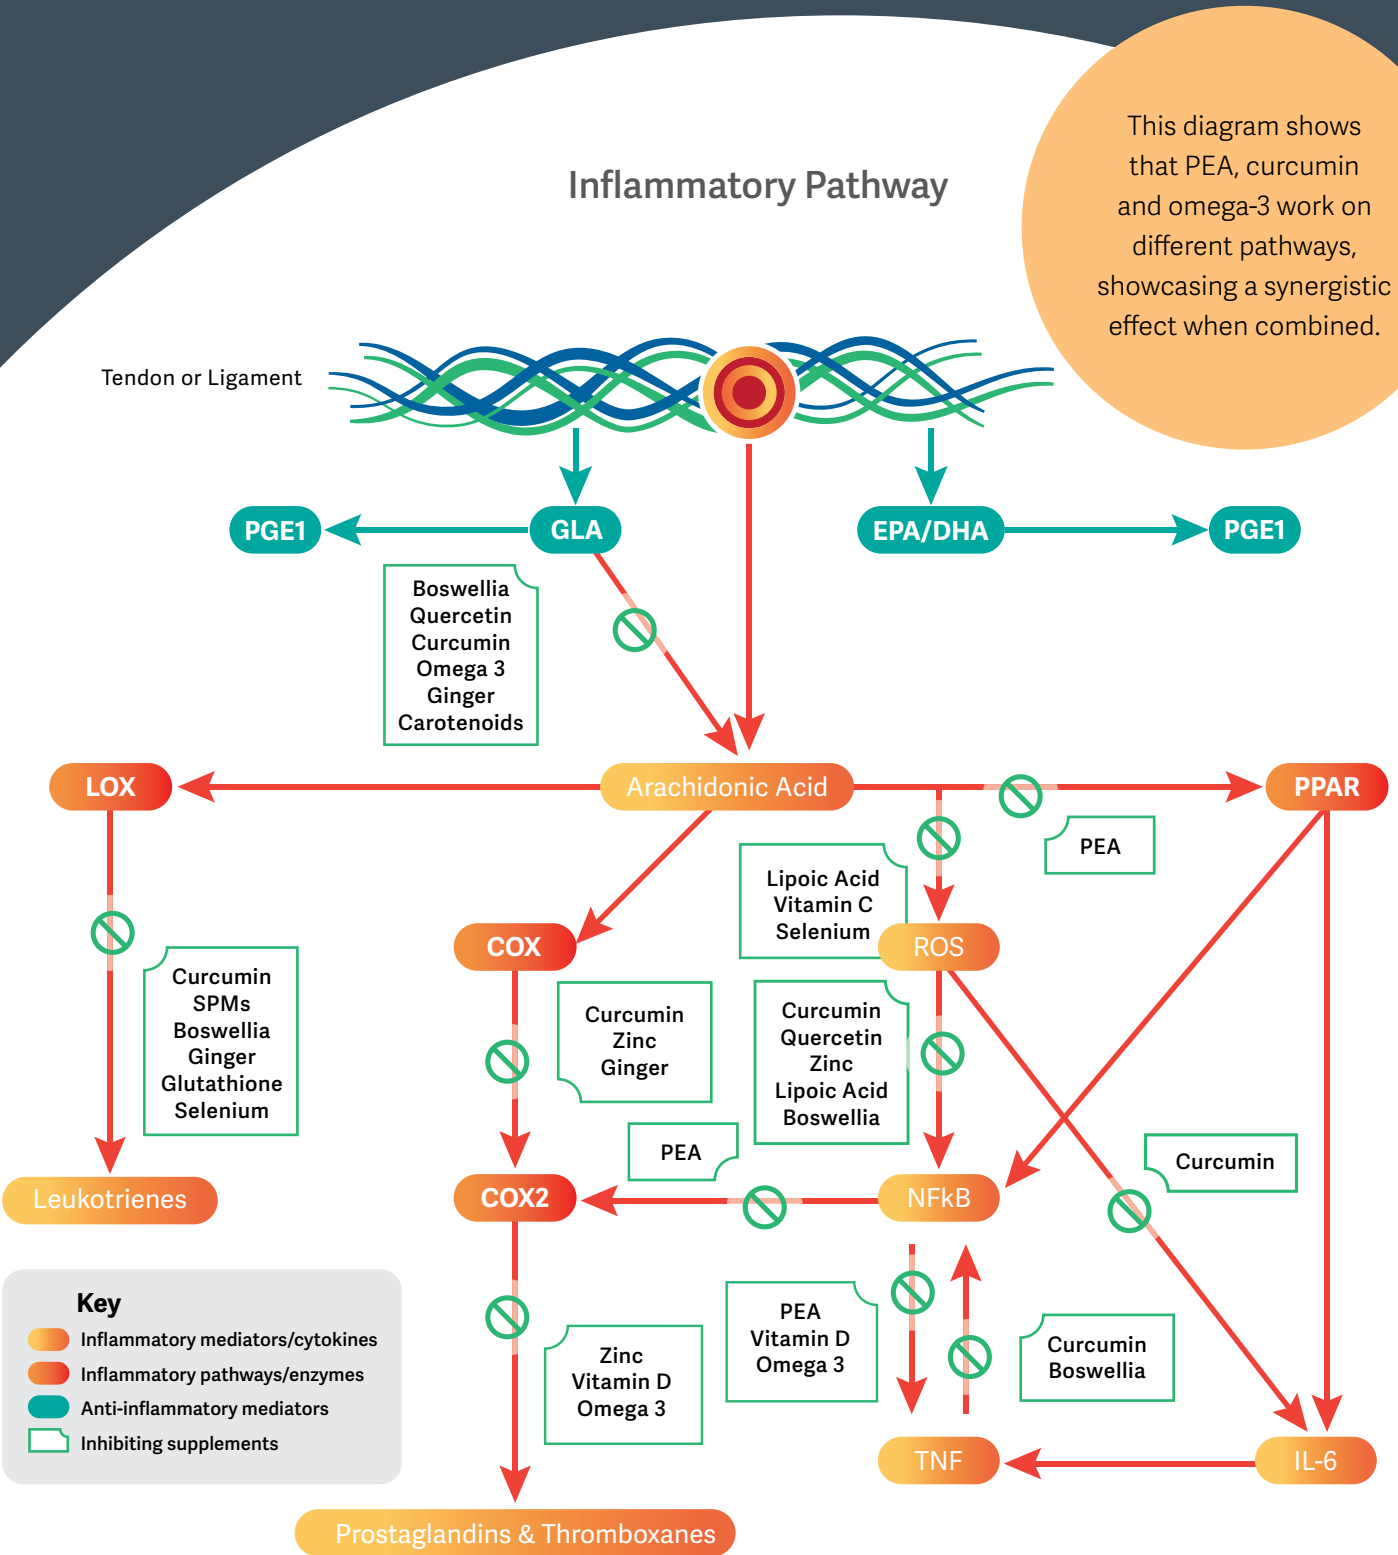 This diagram shows
that PEA, curcumin
and omega-3 work on
different pathways,
showcasing a synergistic
effect when combined.
Inflammatory Pathway
Tendon or Ligament
PGE1
GLA
EPA/DHA
PGE1
Boswellia
Quercetin
Curcumin
Omega 3
Ginger
Carotenoids
LOX
Arachidonic Acid
PPAR
PEA
Lipoic Acid
Vitamin C
Selenium
COX
ROS
Curcumin
SPMs
Boswellia
Ginger
Glutathione
Selenium
Curcumin
Zinc
Ginger
Curcumin
Quercetin
Zinc
Lipoic Acid
Boswellia
PEA
Curcumin
Leukotrienes
COX2
NFkB
Key
Inflammatory mediators/cytokines
Inflammatory pathways/enzymes
Anti-inflammatory mediators
Inhibiting supplements
Zinc
Vitamin D
Omega 3
PEA
Vitamin D
Omega 3
Curcumin
Boswellia
TNF
IL-6
Prostaglandins & Thromboxanes